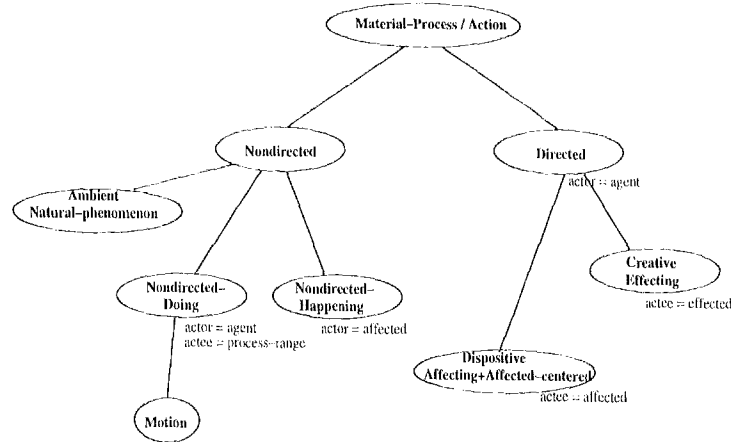 Material-Process / Action
Nondirected
Directed
actor = agent
Ambient
Natural-phenomenon
Creative
Effecting
actee = effected
Nondirected-
Doing
actor = agent
actee = process-range
Nondirected-
Happening
actor = affected
Dispositive
Affecting+Affected-centered
actee = affected
Motion